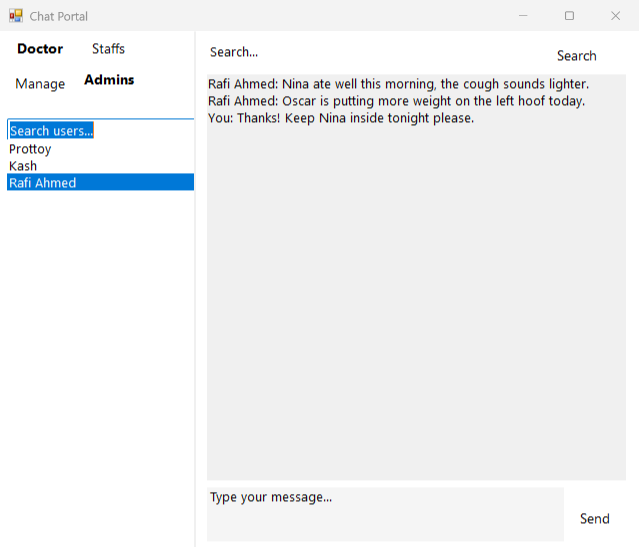 Chat Portal
Doctor Staffs
Manage Admins
Search users...
Prottoy
Kash
Rafi Ahmed
Search...
Search
Rafi Ahmed: Nina ate well this morning, the cough sounds lighter.
Rafi Ahmed: Oscar is putting more weight on the left hoof today.
You: Thanks! Keep Nina inside tonight please.
Type your message...
Send